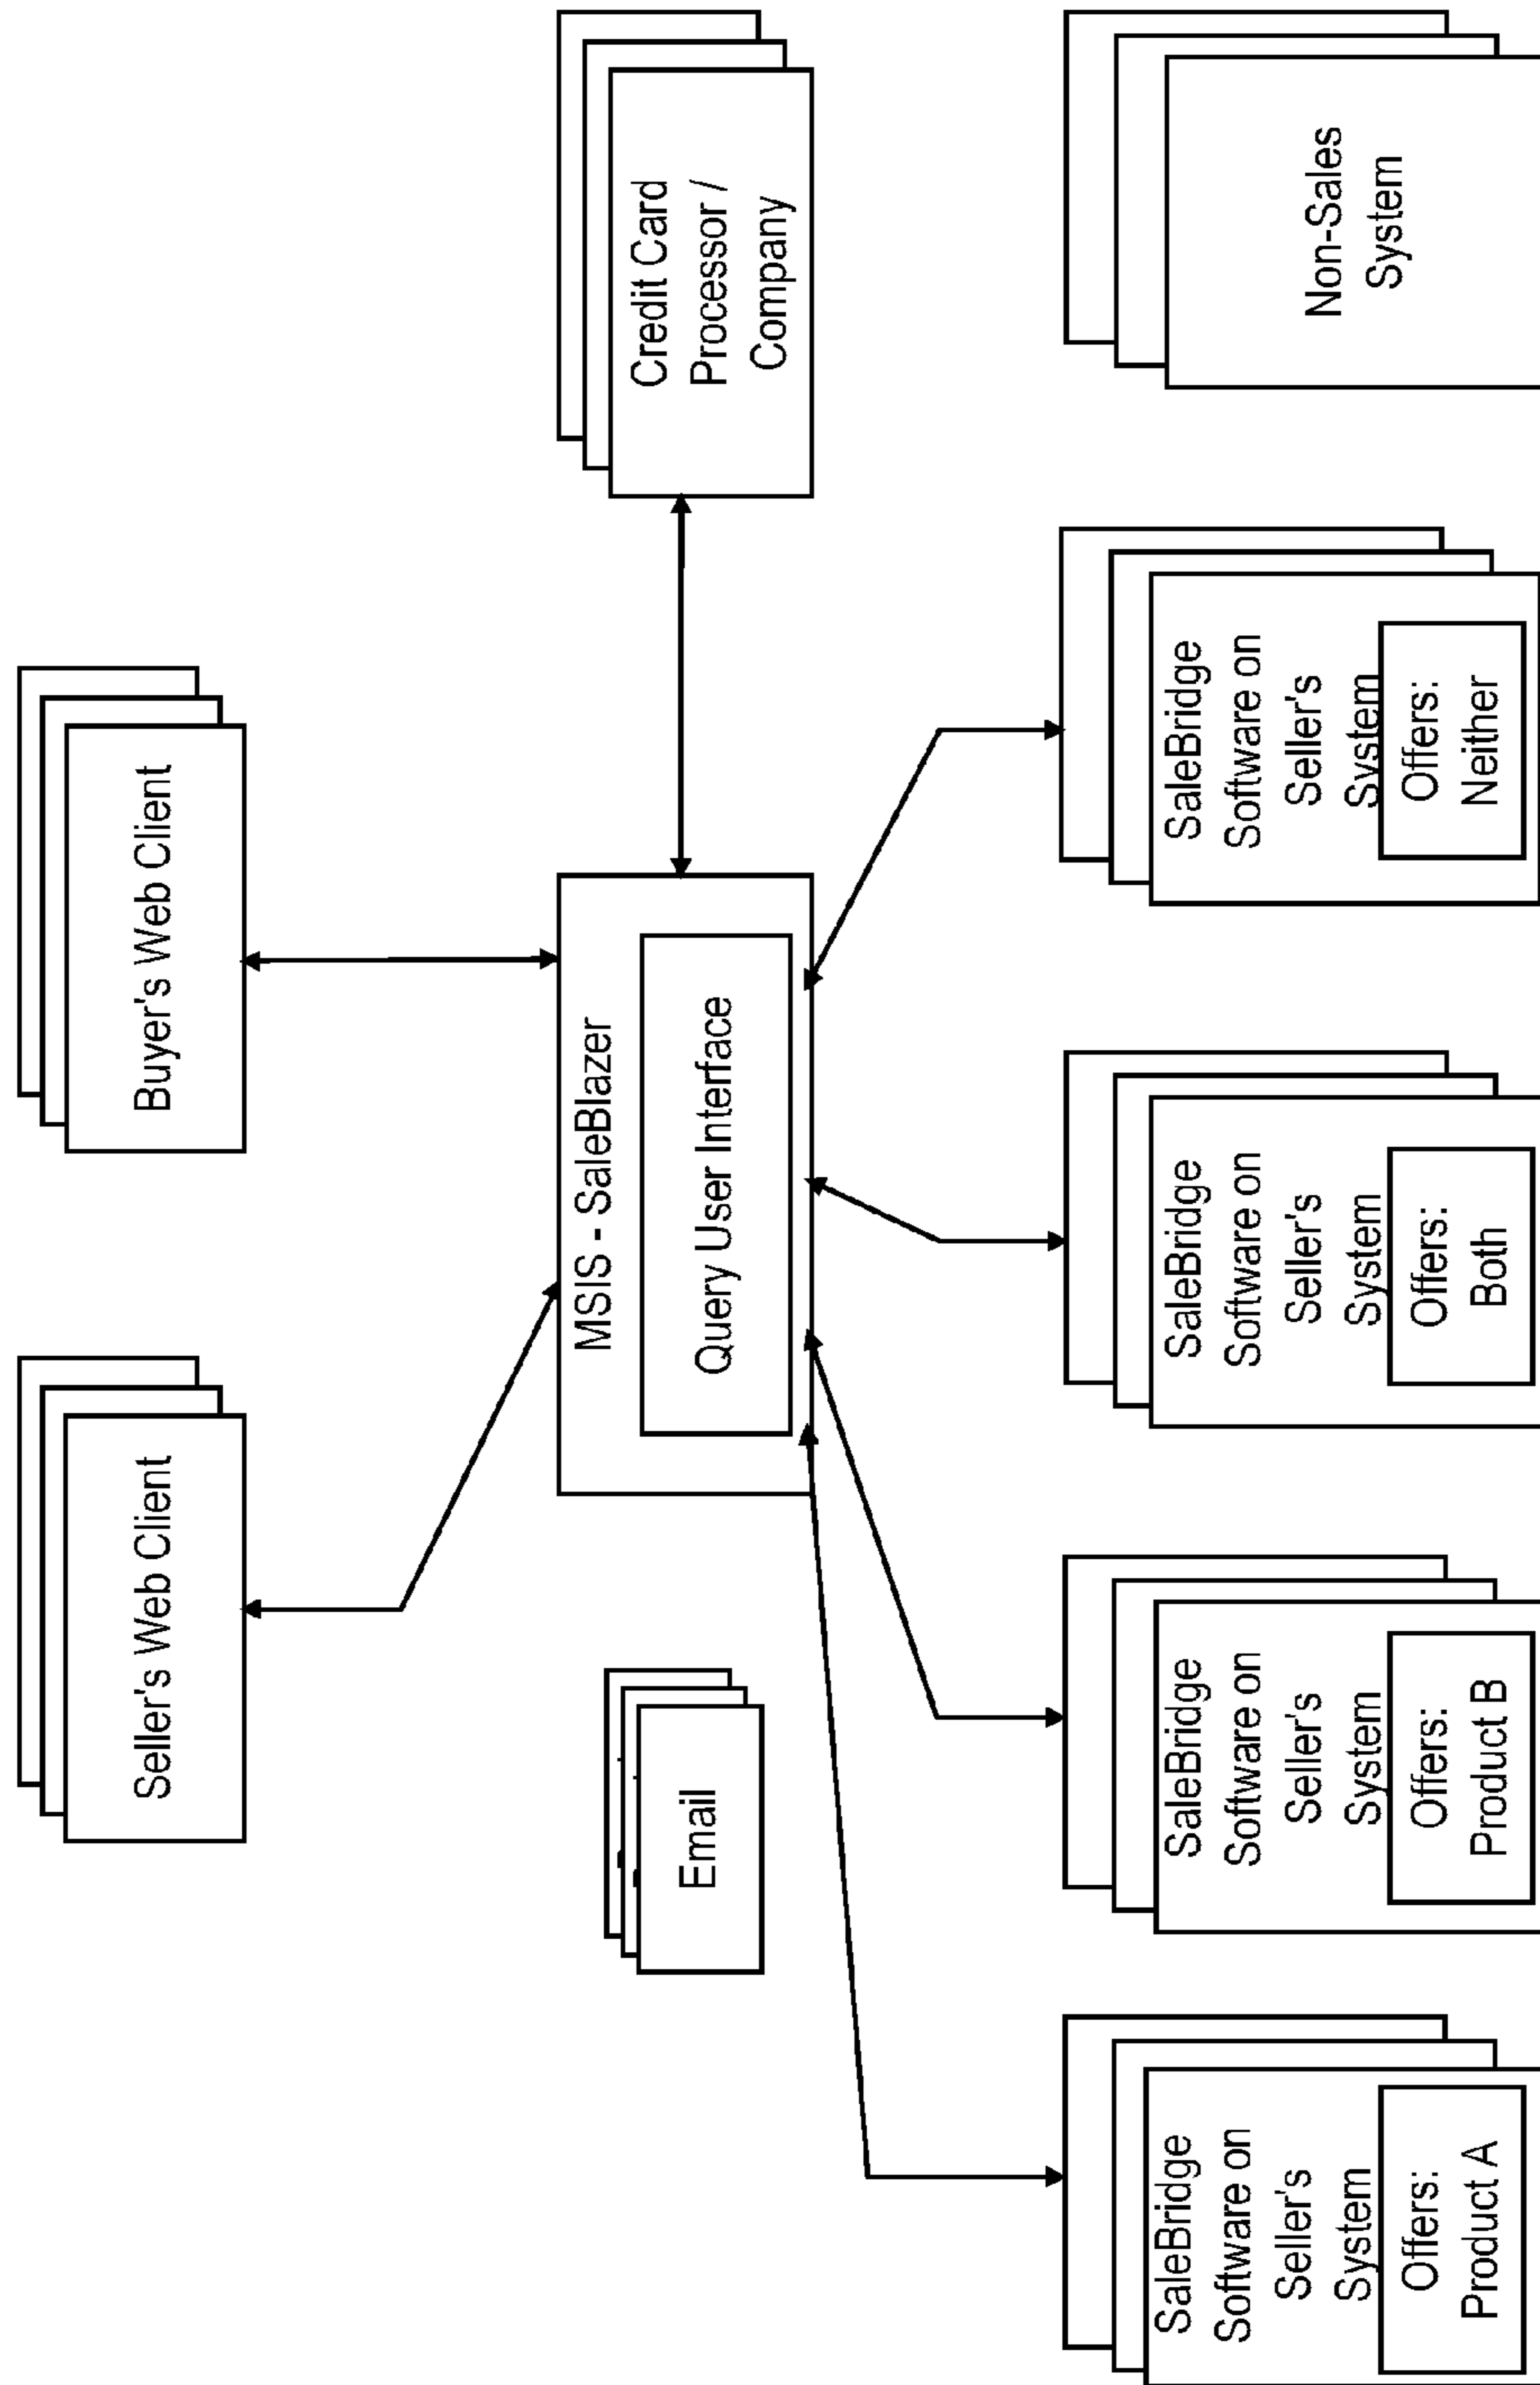 Seller's Web Client
Buyer's Web Client
Email
MSIS - SaleBlazer
Query User Interface
Credit Card
Processor /
Company
SaleBridge
Software on
Seller's
System
Offers:
Product A
SaleBridge
Software on
Seller's
System
Offers:
Product B
SaleBridge
Software on
Seller's
System
Offers:
Both
SaleBridge
Software on
Seller's
System
Offers:
Neither
Non-Sales
System